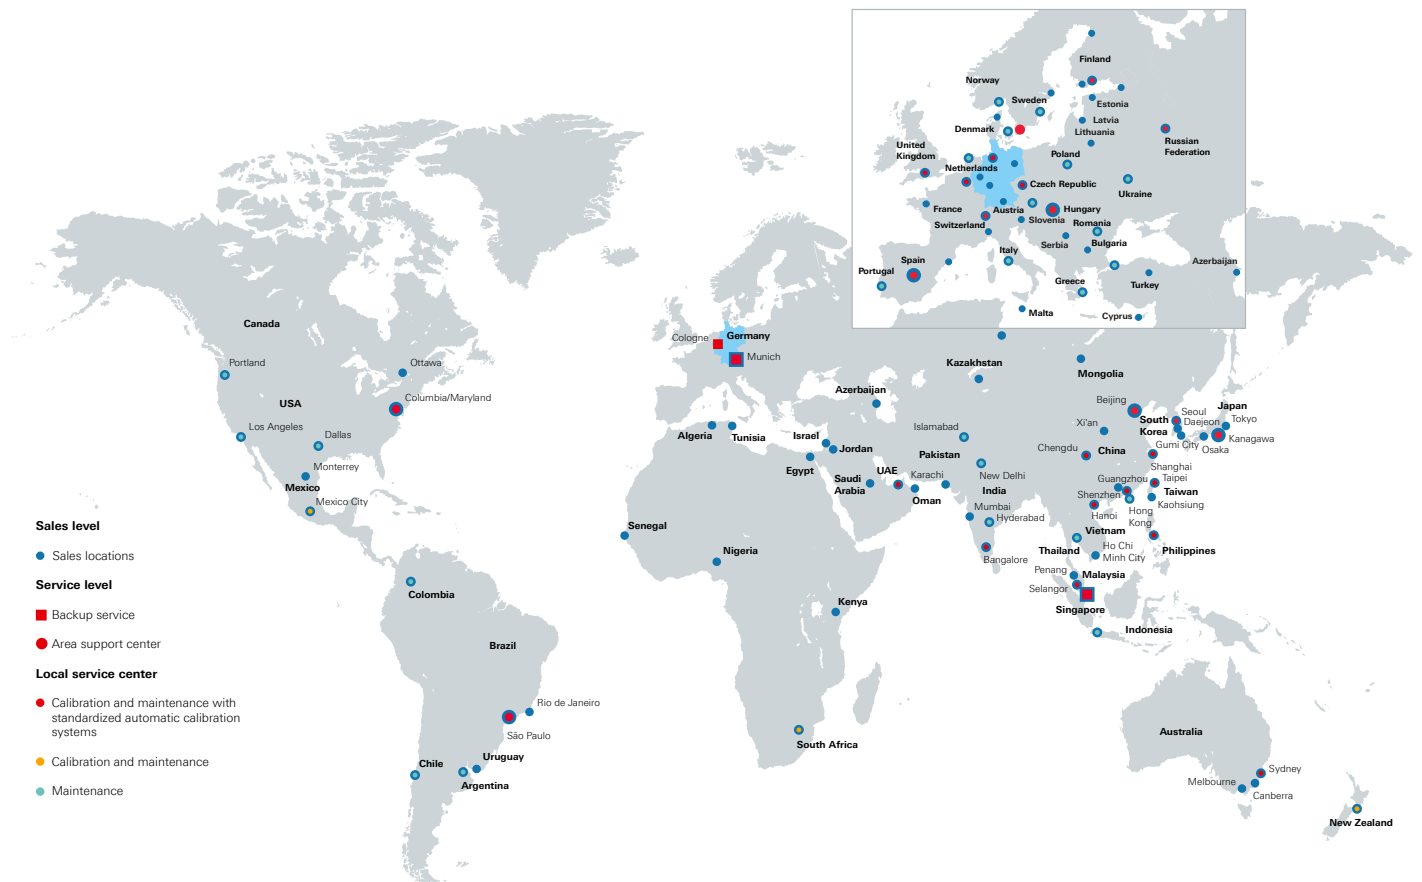 Finland
Norway
Sweden
Estonia
Denmark
Latvia
Lithuania
United
Kingdom
Russian
Federation
Poland
Netherlands
Czech Republic
Ukraine
France
Austria
Hungary
Slovenia
Switzerland
Romania
Serbia
Bulgaria
Italy
Spain
Portugal
Azerbaijan
Greece
Turkey
Malta
Cyprus
Canada
Portland
Ottawa
USA
Columbia/Maryland
Los Angeles
Dallas
Monterrey
Mexico
Mexico City
Cologne
Germany
Munich
Kazakhstan
Mongolia
Azerbaijan
Beijing
Japan
Seoul
South
Korea
Daejeon
Tokyo
Xi'an
Gumi City
Kanagawa
Osaka
Islamabad
Algeria
Tunisia
Israel
Jordan
Chengdu
China
Pakistan
Egypt
Shanghai
Saudi
Arabia
UAE
Karachi
New Delhi
Guangzhou
Taipei
Oman
India
Shenzhen
Taiwan
Kaohsiung
Mumbai
Hyderabad
Hanoi
Hong
Kong
Senegal
Vietnam
Nigeria
Bangalore
Thailand
Ho Chi
Minh City
Philippines
Penang
Malaysia
Selangor
Singapore
Colombia
Kenya
Indonesia
Brazil
Rio de Janeiro
São Paulo
Australia
South Africa
Uruguay
Chile
Argentina
Sydney
Melbourne
Canberra
New Zealand
Sales level
Sales locations
Service level
Backup service
Area support center
Local service center
Calibration and maintenance with
standardized automatic calibration
systems
Calibration and maintenance
Maintenance